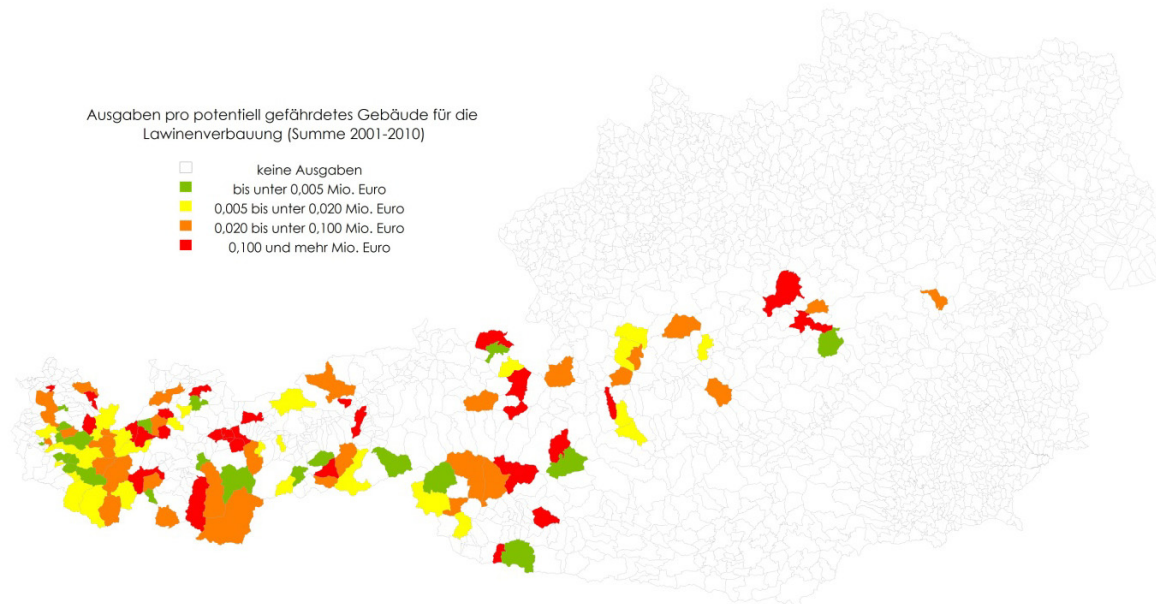 Ausgaben pro potentiell gefährdetes Gebäude für die
Lawinenverbauung (Summe 2001-2010)
keine Ausgaben
bis unter 0,005 Mio. Euro
0,005 bis unter 0,020 Mio. Euro
0,020 bis unter 0,100 Mio. Euro
0,100 und mehr Mio. Euro